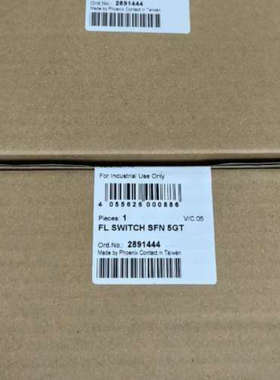 Ord.No.: 2891444
Made by Phoenix Contact in Taiwan
For Industrial Use Only
4 055626 000886
Pieces: 1 V/C.05
FL SWITCH SFN 5GT
Ord.No.: 2891444
Made by Phoenix Contact in Taiwan